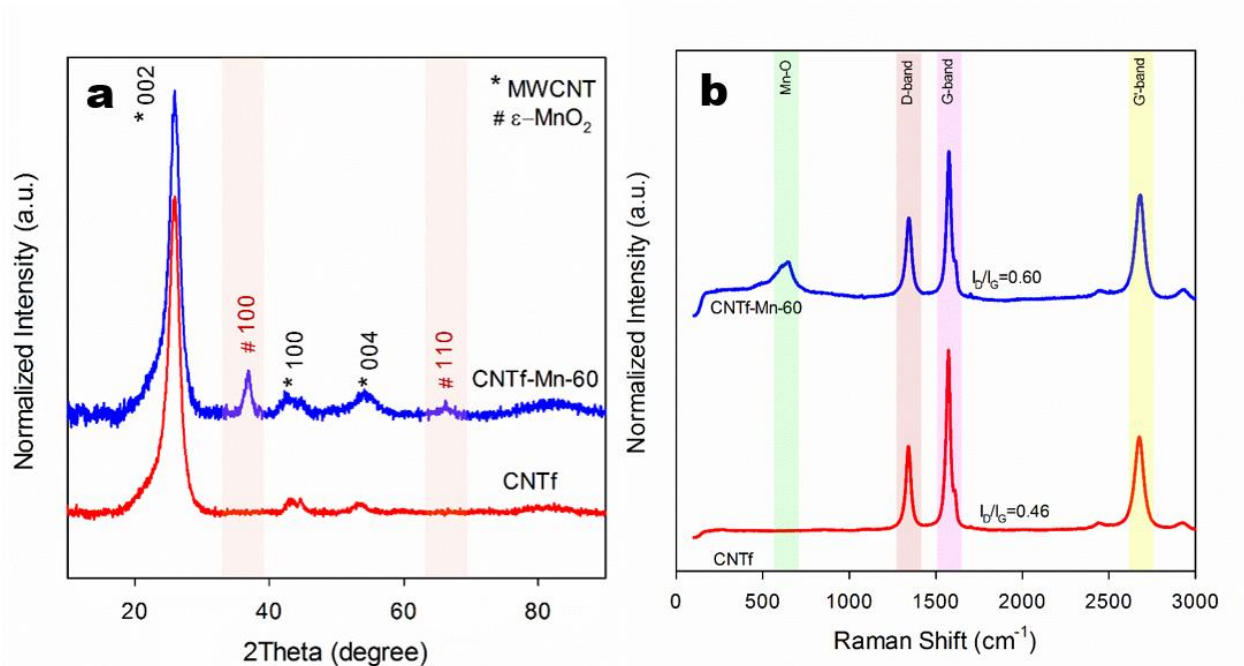 a
* 002
* MWCNT
# ε−MnO₂
# 100
* 100
* 004
# 110
CNTf-Mn-60
CNTf
Normalized Intensity (a.u.)
20
40
60
80
2Theta (degree)
b
Mn-O
D-band
G-band
G'-band
I_D/I_G=0.60
CNTf-Mn-60
I_D/I_G=0.46
CNTf
Normalized Intensity (a.u.)
0
500
1000
1500
2000
2500
3000
Raman Shift (cm⁻¹)